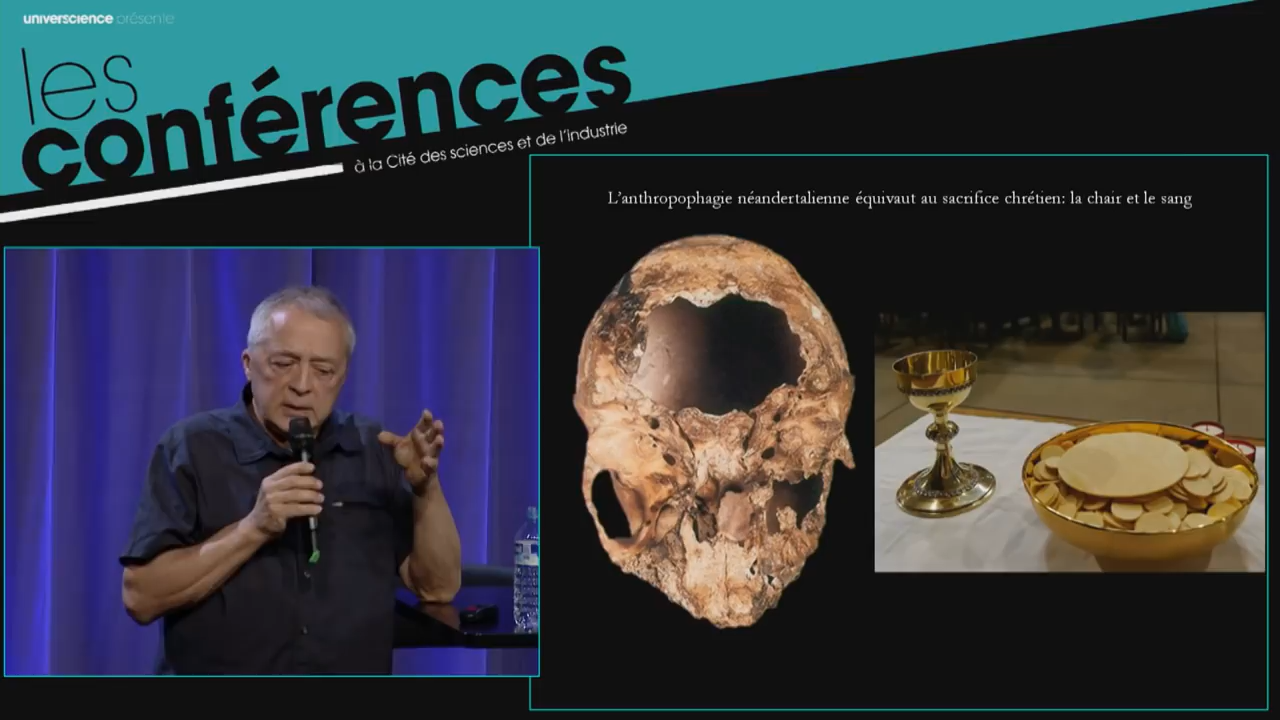 universcience présente
les
conférences
à la Cité des sciences et de l'industrie
L'anthropophagie néandertalienne équivaut au sacrifice chrétien: la chair et le sang